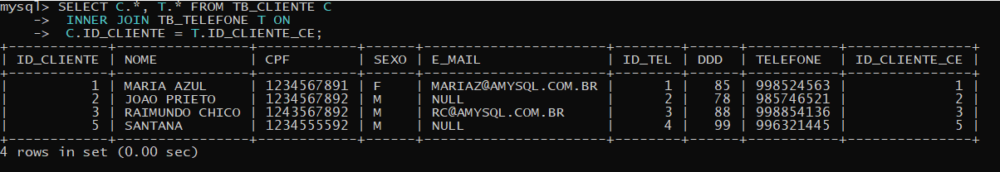 mysql> SELECT C.*, T.* FROM TB_CLIENTE C
    -> INNER JOIN TB_TELEFONE T ON
    -> C.ID_CLIENTE = T.ID_CLIENTE_CE;
+------------+----------------+------------+------+----------------------+--------+------+-----------+---------------+
| ID_CLIENTE | NOME           | CPF        | SEXO | E_MAIL               | ID_TEL | DDD  | TELEFONE  | ID_CLIENTE_CE |
+------------+----------------+------------+------+----------------------+--------+------+-----------+---------------+
|          1 | MARIA AZUL     | 1234567891 | F    | MARIAZ@AMYSQL.COM.BR |      1 |   85 | 998524563 |             1 |
|          2 | JOAO PRIETO    | 1234567892 | M    | NULL                 |      2 |   78 | 985746521 |             2 |
|          3 | RAIMUNDO CHICO | 1243567892 | M    | RC@AMYSQL.COM.BR     |      3 |   88 | 998854136 |             3 |
|          5 | SANTANA        | 1234555592 | M    | NULL                 |      4 |   99 | 996321445 |             5 |
+------------+----------------+------------+------+----------------------+--------+------+-----------+---------------+
4 rows in set (0.00 sec)